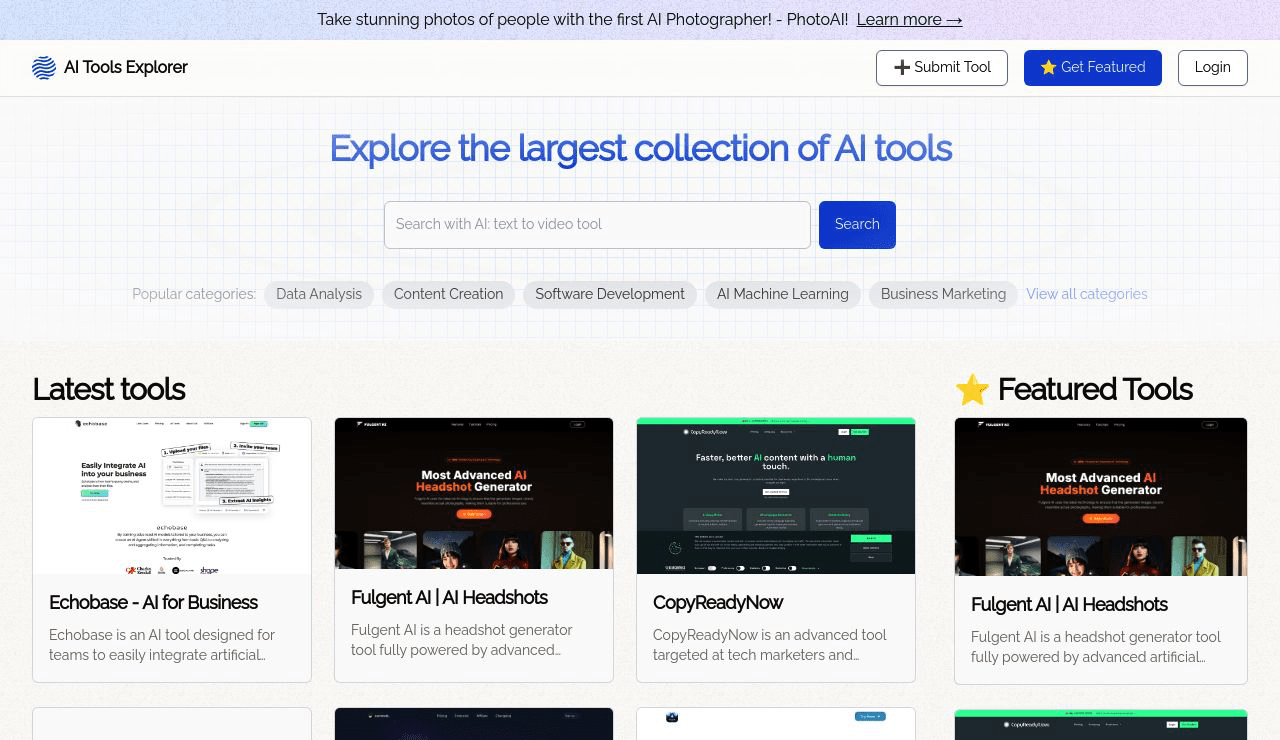 Take stunning photos of people with the first AI Photographer! - PhotoAI! Learn more →
AI Tools Explorer
➕ Submit Tool
⭐ Get Featured
Login
Explore the largest collection of AI tools
Search with AI: text to video tool
Search
Popular categories: Data Analysis Content Creation Software Development AI Machine Learning Business Marketing View all categories
Latest tools
echobase
Easily Integrate AI
into your business
1. Upload your files
2. Invite your team
3. Extract AI Insights
echobase
Echobase - AI for Business
Echobase is an AI tool designed for
teams to easily integrate artificial…
FULGENT AI
Most Advanced AI
Headshot Generator
Fulgent AI | AI Headshots
Fulgent AI is a headshot generator
tool fully powered by advanced…
CopyReadyNow
Faster, better AI content with a human
touch.
CopyReadyNow
CopyReadyNow is an advanced tool
targeted at tech marketers and…
⭐ Featured Tools
FULGENT AI
Most Advanced AI
Headshot Generator
Fulgent AI | AI Headshots
Fulgent AI is a headshot generator tool
fully powered by advanced artificial…
CopyReadyNow